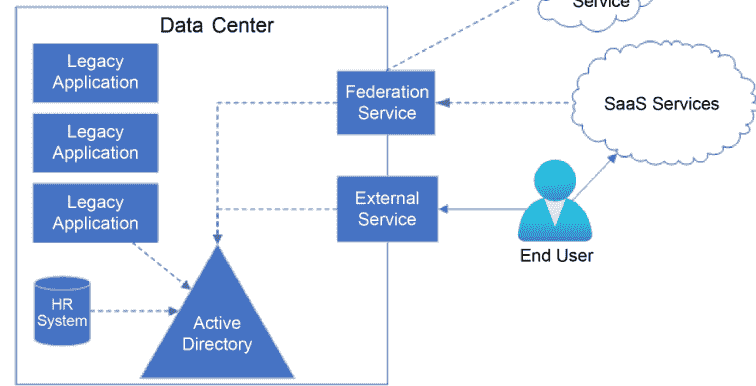 Service
Data Center
Legacy
Application
Federation
Service
SaaS Services
Legacy
Application
Legacy
Application
External
Service
End User
HR
System
Active
Directory